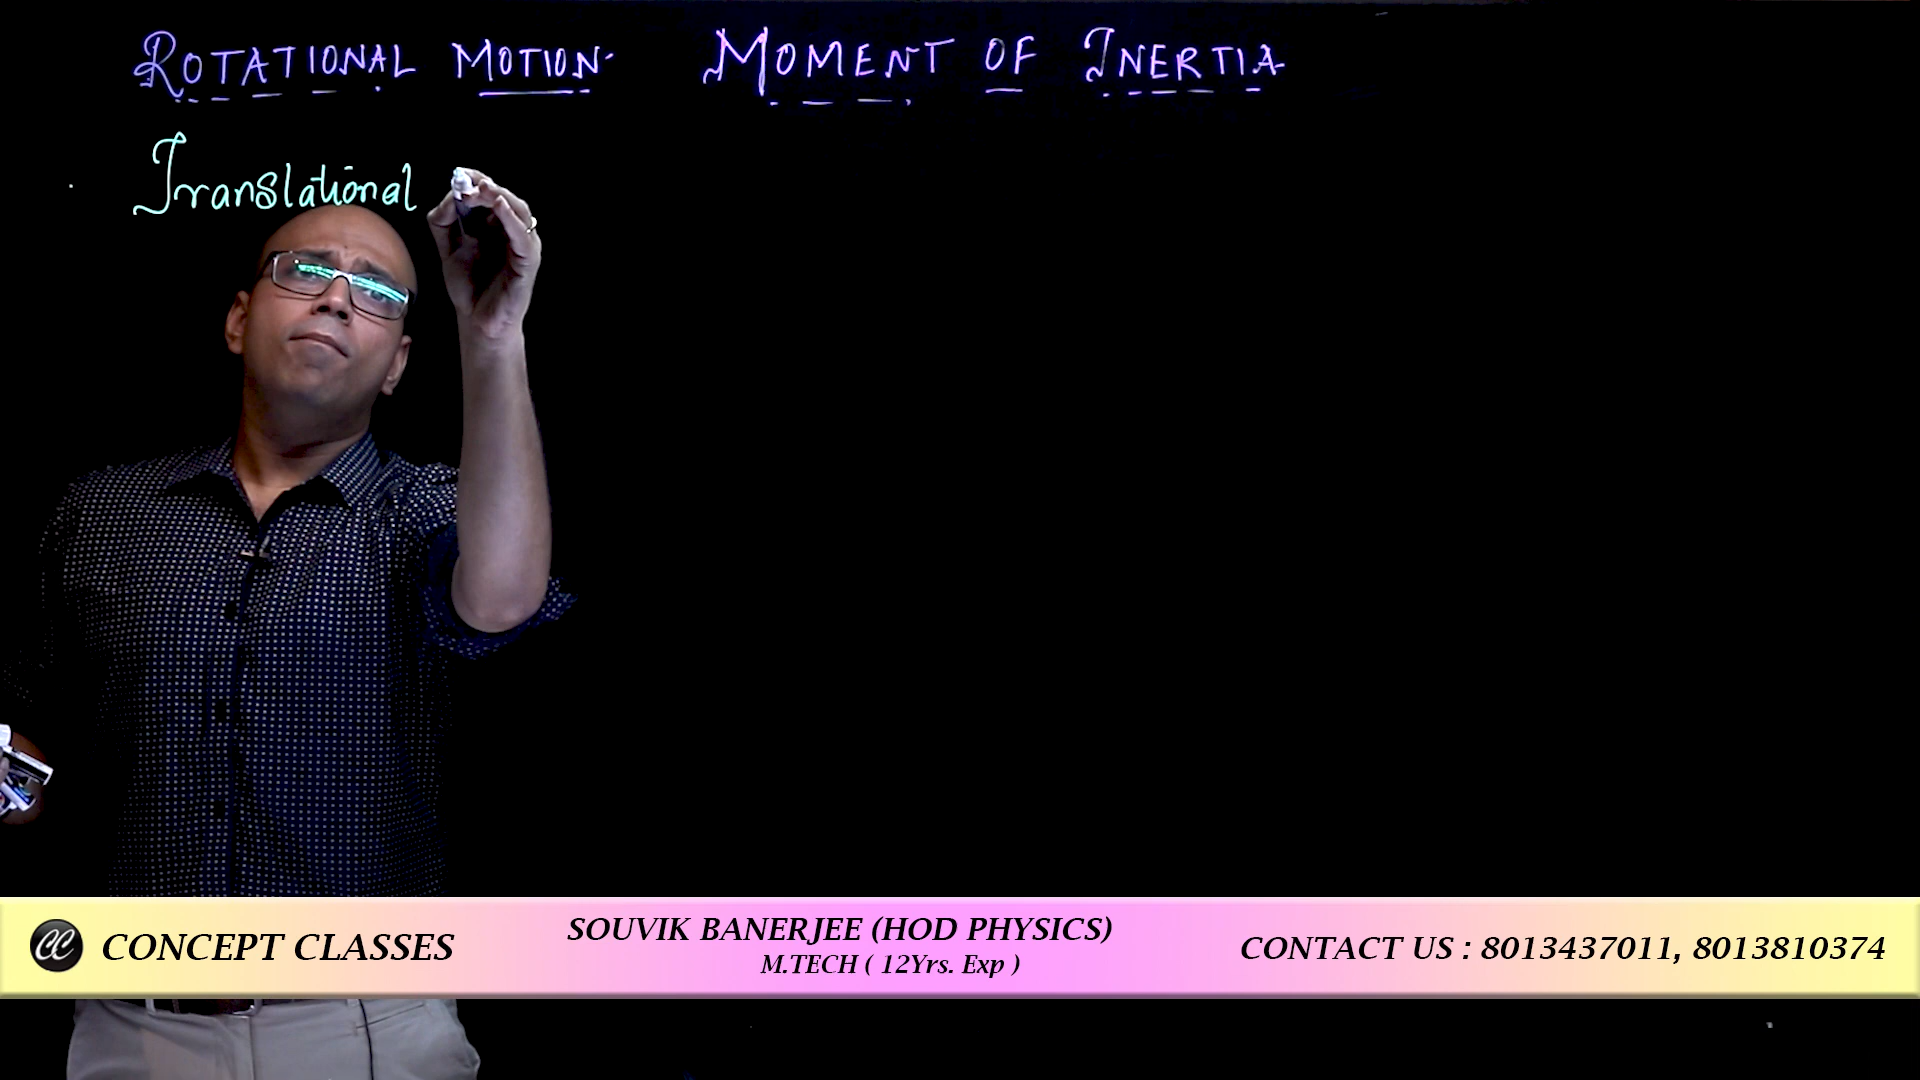 ROTATIONAL MOTION. MOMENT OF INERTIA
Translational
CC CONCEPT CLASSES
SOUVIK BANERJEE (HOD PHYSICS)
M.TECH ( 12Yrs. Exp )
CONTACT US : 8013437011, 8013810374